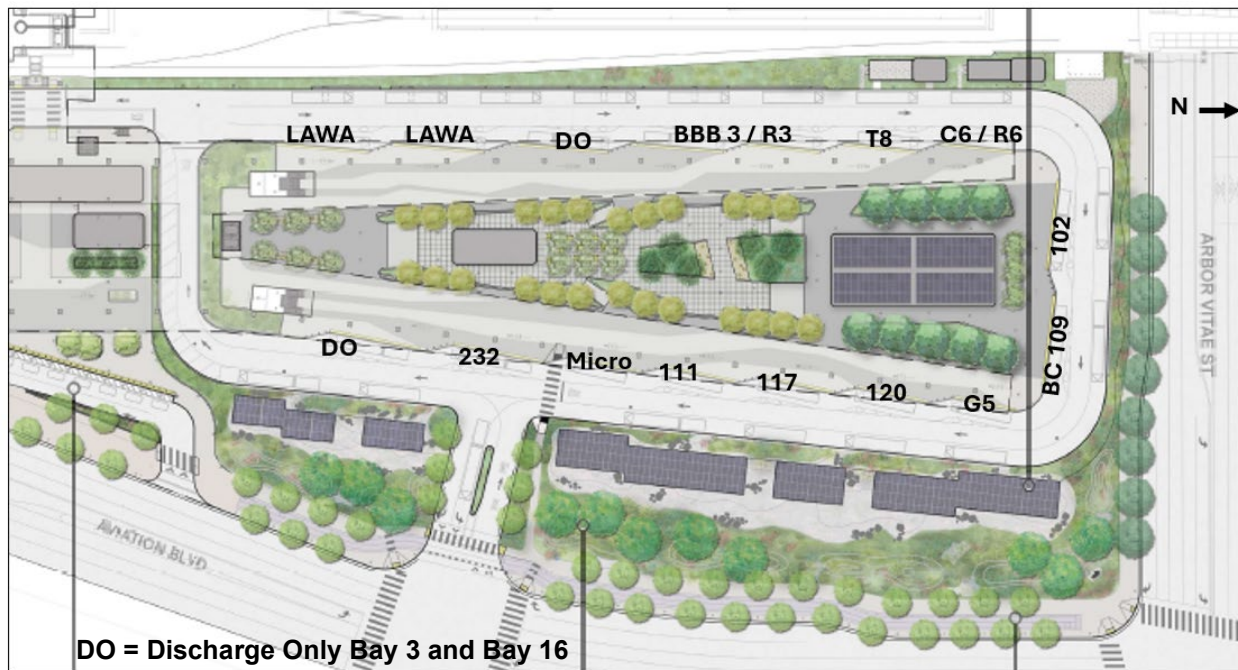 N
LAWA
LAWA
DO
BBB 3 / R3
T8
C6 / R6
102
BC 109
ARBOR VITAE ST
DO
232
Micro
111
117
120
G5
AVIATION BLVD
DO = Discharge Only Bay 3 and Bay 16